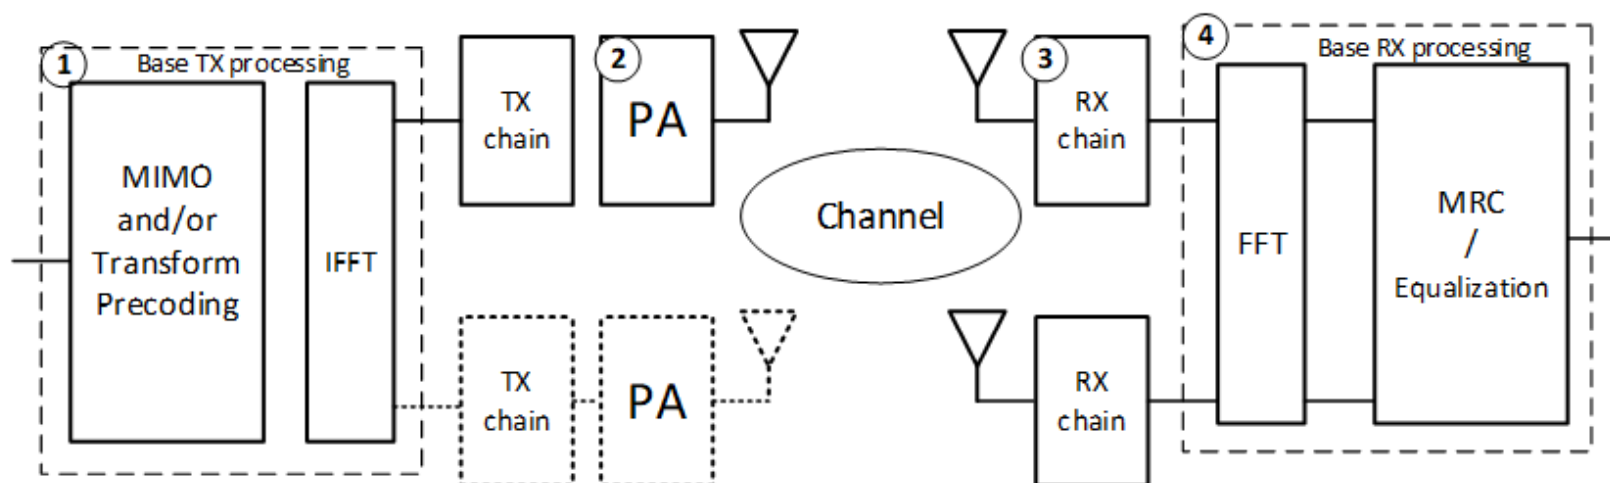 1
Base TX processing
MIMO
and/or
Transform
Precoding
IFFT
TX
chain
2
PA
Channel
3
RX
chain
4
Base RX processing
FFT
MRC
/
Equalization
TX
chain
PA
RX
chain